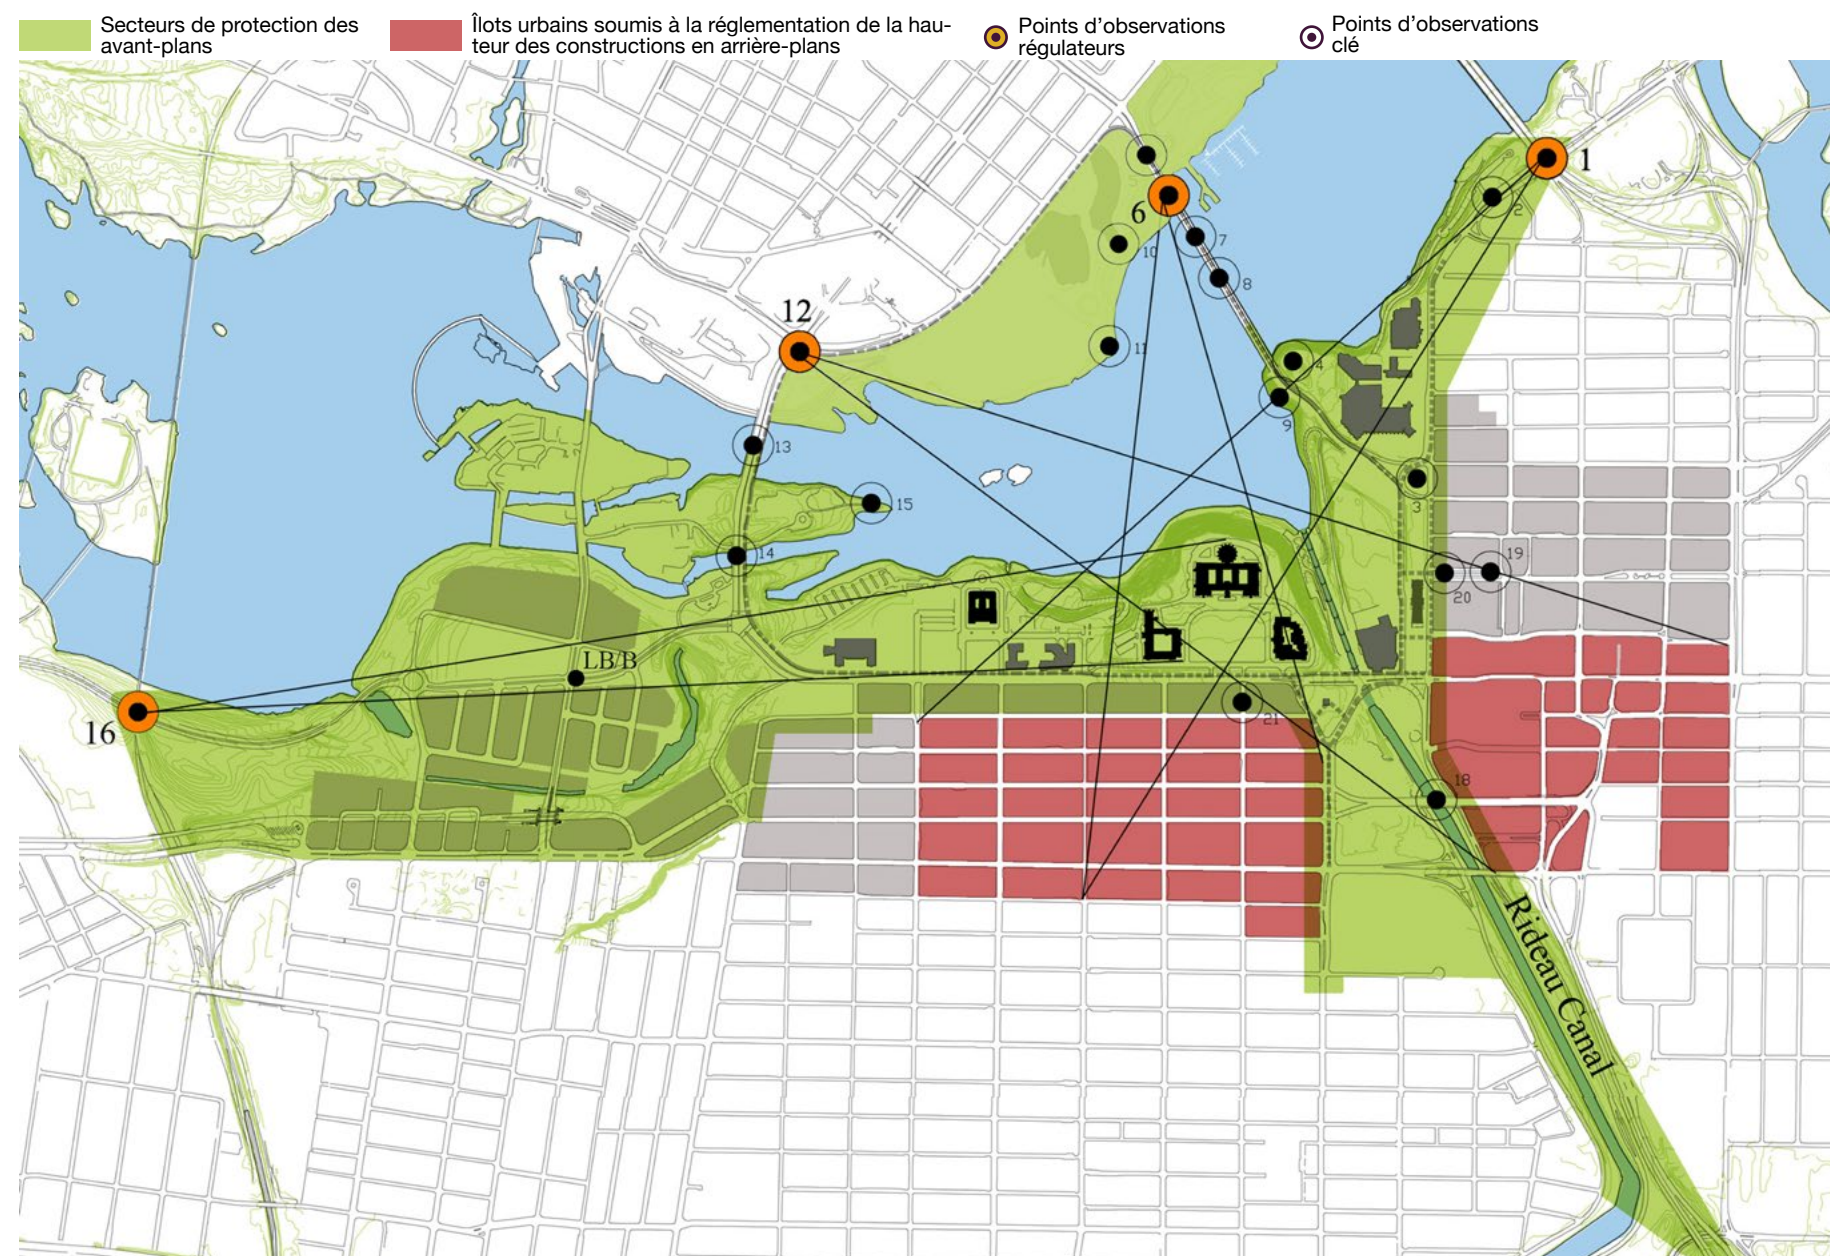 Secteurs de protection des
avant-plans
Îlots urbains soumis à la réglementation de la hau-
teur des constructions en arrière-plans
Points d’observations
régulateurs
Points d’observations
clé
1
2
6
7
10
8
12
11
4
9
13
3
15
14
19
20
LB/B
16
21
18
Rideau Canal